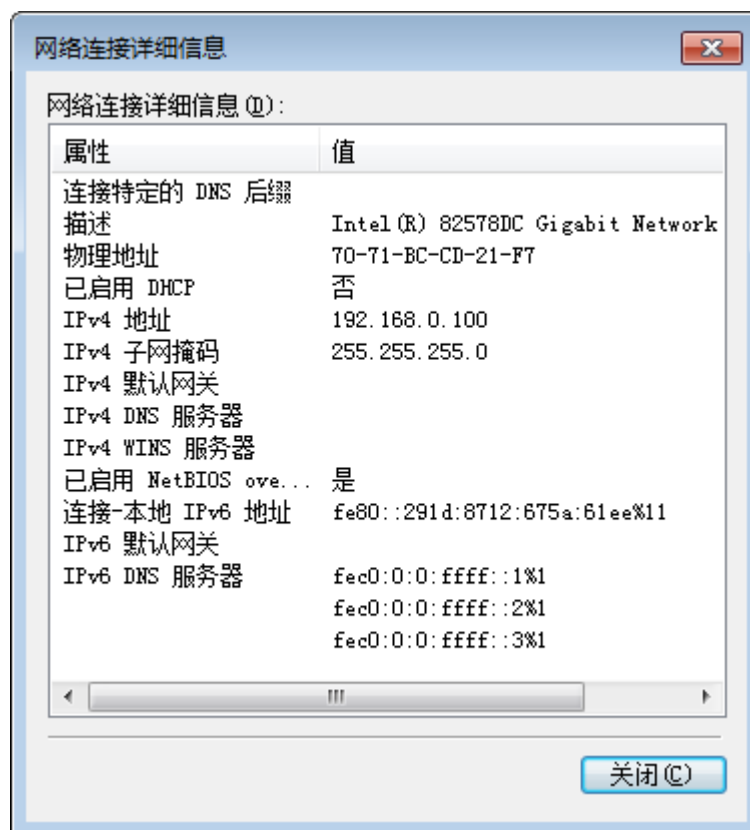 网络连接详细信息
网络连接详细信息(D):
属性 值
连接特定的 DNS 后缀
描述 Intel(R) 82578DC Gigabit Network
物理地址 70-71-BC-CD-21-F7
已启用 DHCP 否
IPv4 地址 192.168.0.100
IPv4 子网掩码 255.255.255.0
IPv4 默认网关
IPv4 DNS 服务器
IPv4 WINS 服务器
已启用 NetBIOS ove... 是
连接-本地 IPv6 地址 fe80::291d:8712:675a:61ee%11
IPv6 默认网关
IPv6 DNS 服务器 fec0:0:0:ffff::1%1
fec0:0:0:ffff::2%1
fec0:0:0:ffff::3%1
关闭(C)